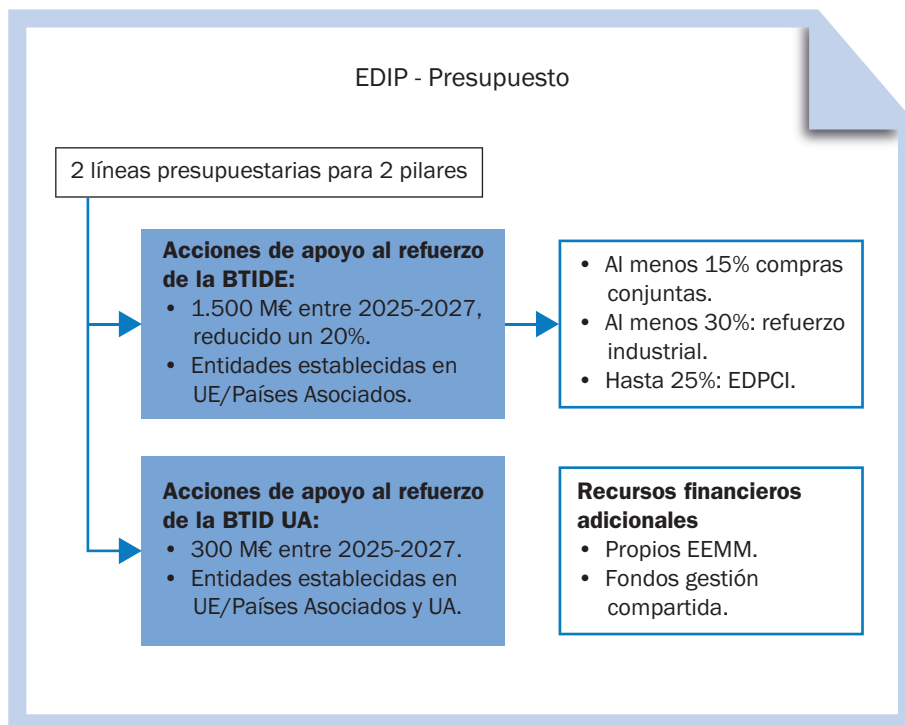 EDIP - Presupuesto
2 líneas presupuestarias para 2 pilares
Acciones de apoyo al refuerzo
de la BTIDE:
• 1.500 M€ entre 2025-2027,
reducido un 20%.
• Entidades establecidas en
UE/Países Asociados.
• Al menos 15% compras
conjuntas.
• Al menos 30%: refuerzo
industrial.
• Hasta 25%: EDPCI.
Acciones de apoyo al refuerzo
de la BTID UA:
• 300 M€ entre 2025-2027.
• Entidades establecidas en
UE/Países Asociados y UA.
Recursos financieros
adicionales
• Propios EEMM.
• Fondos gestión
compartida.